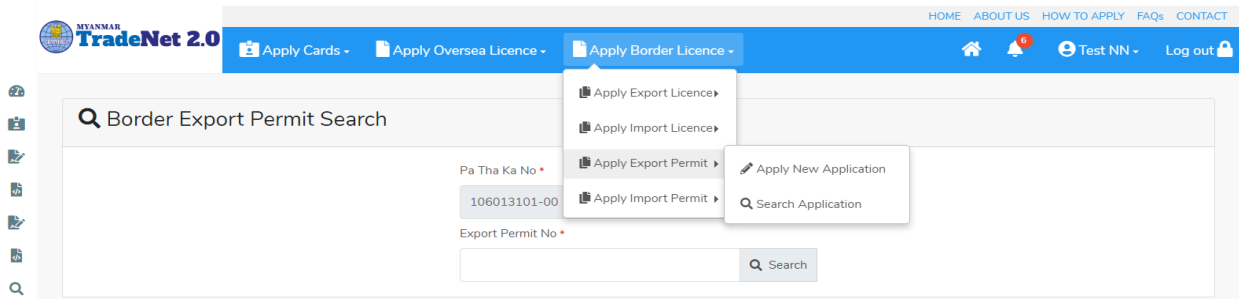 HOME ABOUT US HOW TO APPLY FAQs CONTACT
MYANMAR
TradeNet 2.0
Apply Cards
Apply Oversea Licence
Apply Border Licence
6
Test NN
Log out
Apply Export Licence
Apply Import Licence
Apply Export Permit
Apply Import Permit
Apply New Application
Search Application
Border Export Permit Search
Pa Tha Ka No *
106013101-00
Export Permit No *
Search